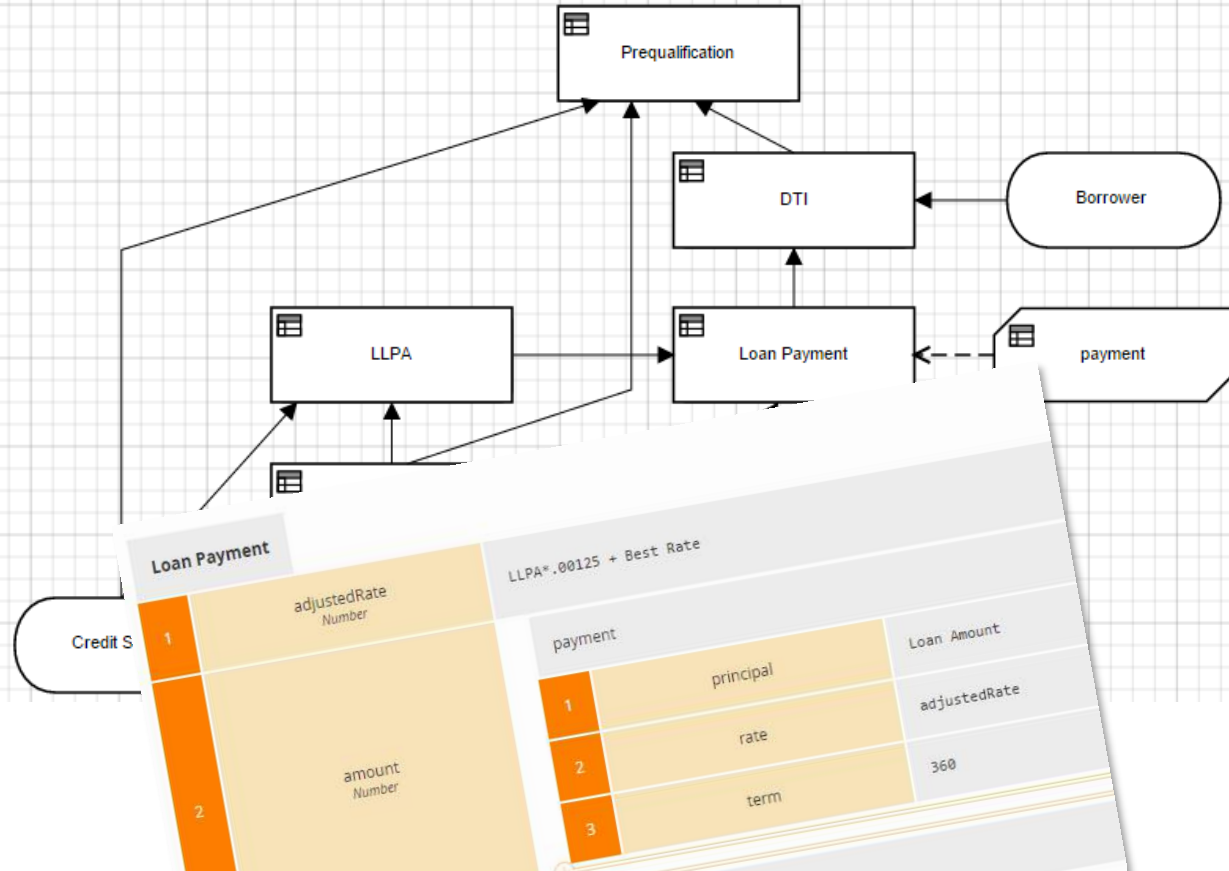 Prequalification
DTI
Borrower
LLPA
Loan Payment
payment
Credit
Loan Payment
1
adjustedRate
Number
LLPA*.00125 + Best Rate
2
amount
Number
payment
1
principal
Loan Amount
2
rate
adjustedRate
3
term
360